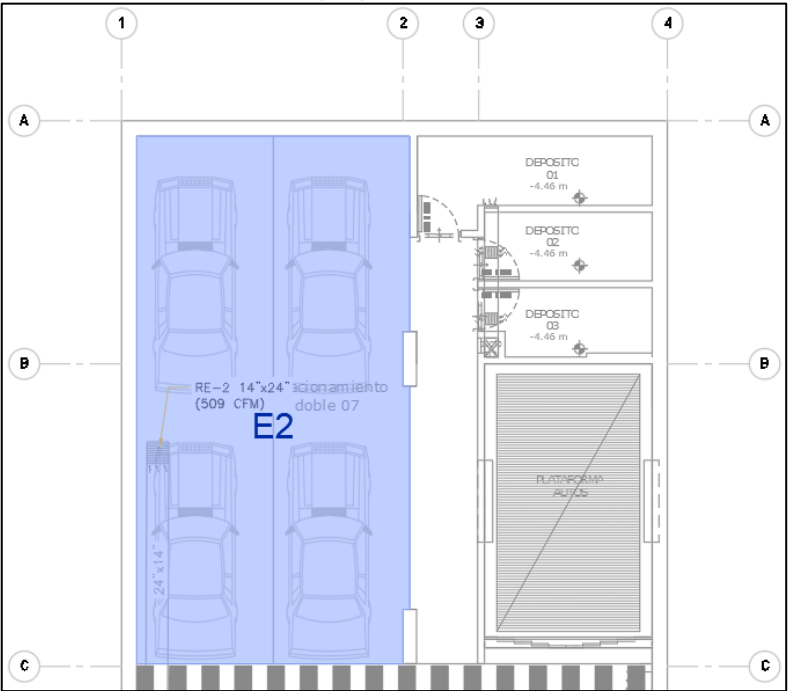 1
2
3
4
A
A
DEPOSITO
01
-4.46 m
DEPOSITO
02
-4.46 m
DEPOSITO
03
-4.46 m
B
B
RE-2 14"x24" cionamiento
(509 CFM) doble 07
E2
PLATAFORMA
AUTOS
24"x14"
C
C